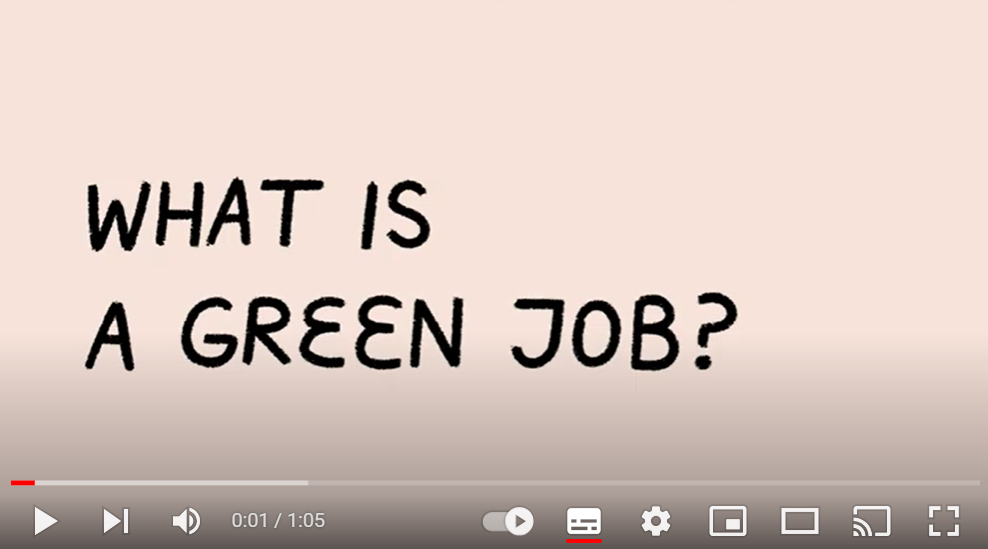 WHAT IS
A GREEN JOB?
0:01 / 1:05